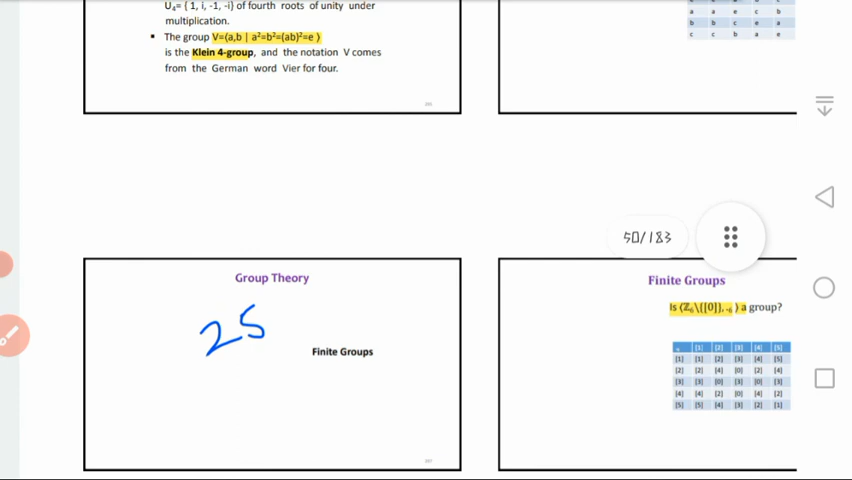 U₄= { 1, i, -1, -i} of fourth roots of unity under
multiplication.
▪ The group V=⟨a,b | a²=b²=(ab)²=e ⟩
is the Klein 4-group, and the notation V comes
from the German word Vier for four.
a a e c b
b b c e a
c c b a e
50/183
Group Theory
25
Finite Groups
Finite Groups
Is (ℤ₆\{[0]},·₆ ) a group?
[1] [2] [3] [4] [5]
[1] [1] [2] [3] [4] [5]
[2] [2] [4] [0] [2] [4]
[3] [3] [0] [3] [0] [3]
[4] [4] [2] [0] [4] [2]
[5] [5] [4] [3] [2] [1]